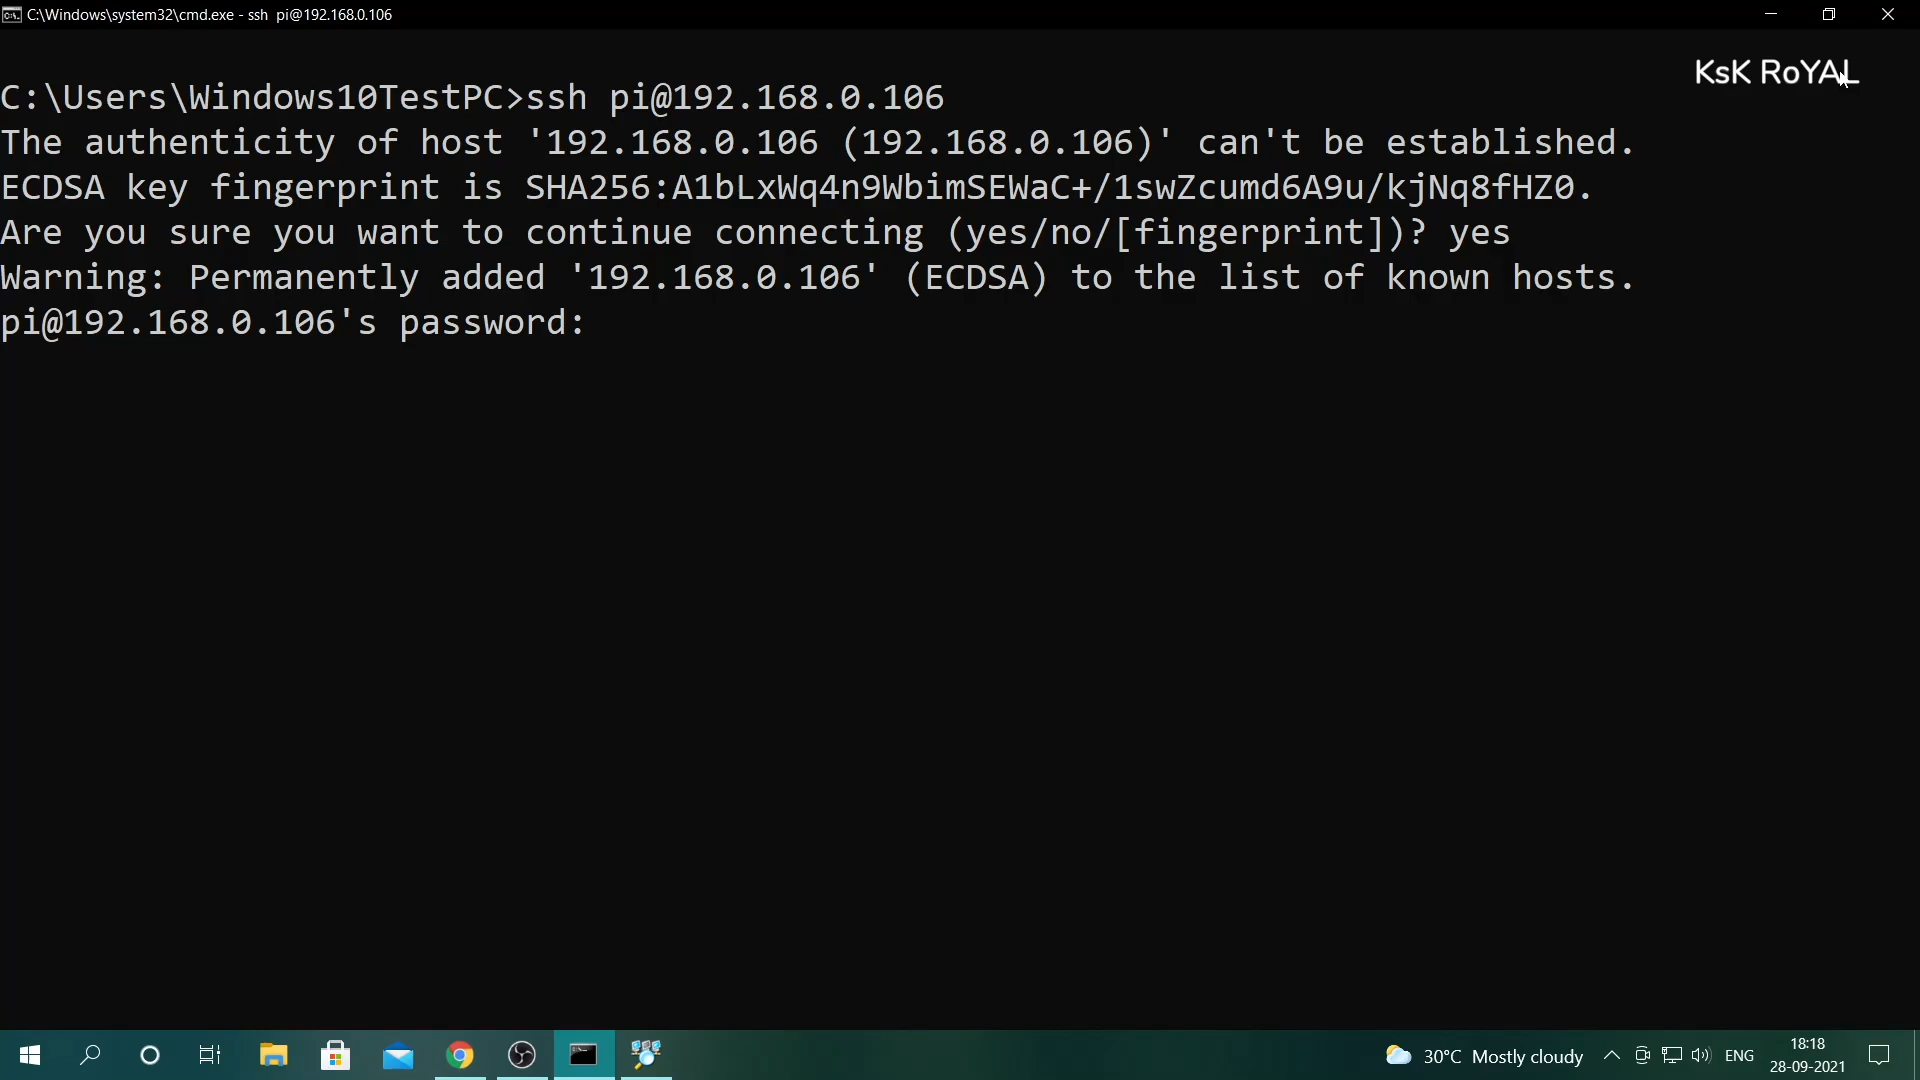 C:\Windows\system32\cmd.exe - ssh  pi@192.168.0.106
KsK RoYAL
C:\Users\Windows10TestPC>ssh pi@192.168.0.106
The authenticity of host '192.168.0.106 (192.168.0.106)' can't be established.
ECDSA key fingerprint is SHA256:A1bLxWq4n9WbimSEWaC+/1swZcumd6A9u/kjNq8fHZ0.
Are you sure you want to continue connecting (yes/no/[fingerprint])? yes
Warning: Permanently added '192.168.0.106' (ECDSA) to the list of known hosts.
pi@192.168.0.106's password:
30°C Mostly cloudy
ENG
18:18
28-09-2021